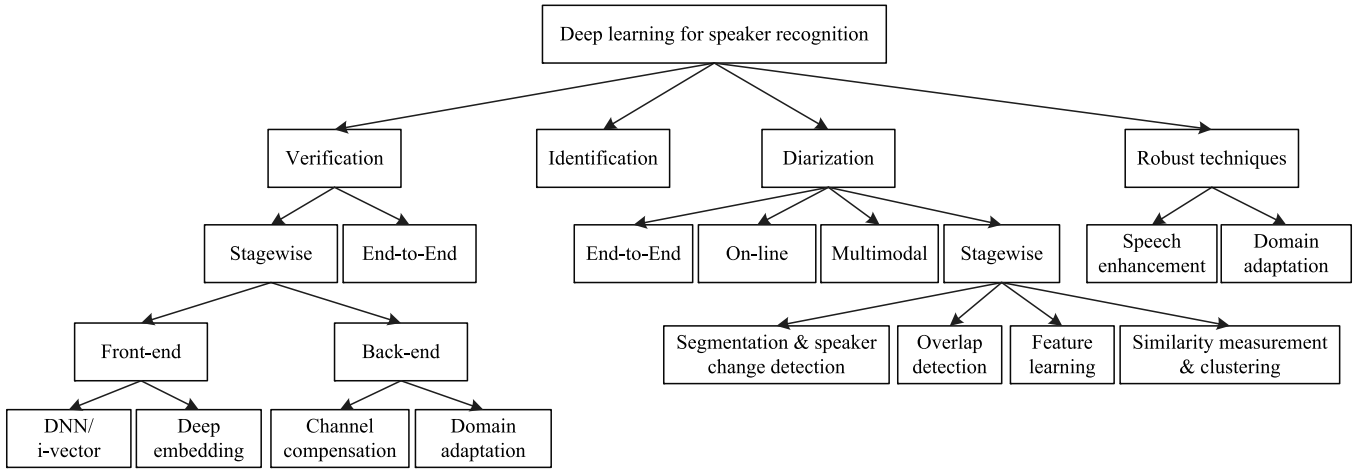 Deep learning for speaker recognition
Verification
Identification
Diarization
Robust techniques
Stagewise
End-to-End
End-to-End
On-line
Multimodal
Stagewise
Speech
enhancement
Domain
adaptation
Front-end
Back-end
Segmentation & speaker
change detection
Overlap
detection
Feature
learning
Similarity measurement
& clustering
DNN/
i-vector
Deep
embedding
Channel
compensation
Domain
adaptation